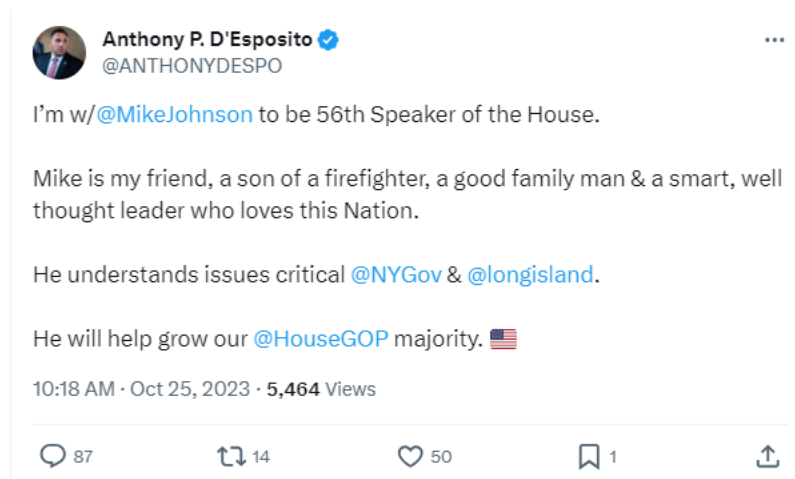 Anthony P. D'Esposito
@ANTHONYDESPO
I'm w/@MikeJohnson to be 56th Speaker of the House.
Mike is my friend, a son of a firefighter, a good family man & a smart, well
thought leader who loves this Nation.
He understands issues critical @NYGov & @longisland.
He will help grow our @HouseGOP majority. 🇺🇸
10:18 AM · Oct 25, 2023 · 5,464 Views
87 14 50 1